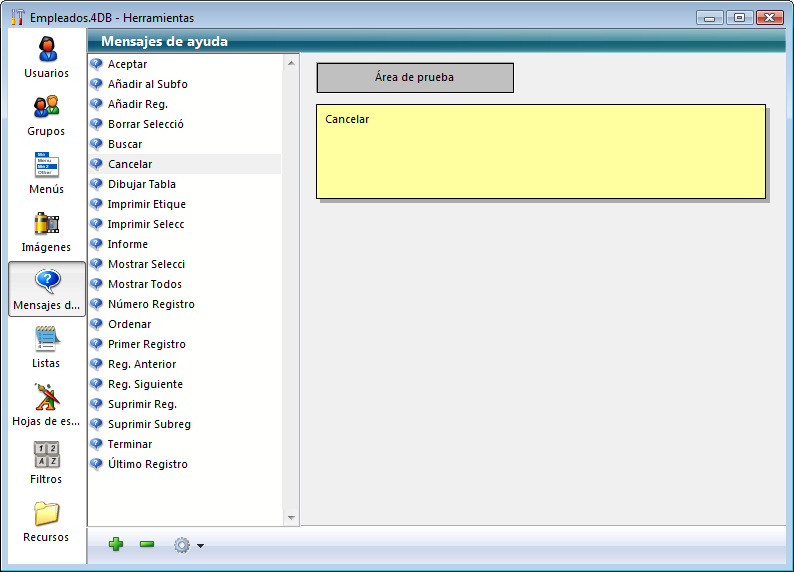 Empleados.4DB - Herramientas
Mensajes de ayuda
Usuarios
Grupos
Menús
Imágenes
Mensajes d...
Listas
Hojas de es...
Filtros
Recursos
Aceptar
Añadir al Subfo
Añadir Reg.
Borrar Selecció
Buscar
Cancelar
Dibujar Tabla
Imprimir Etique
Imprimir Selecc
Informe
Mostrar Selecci
Mostrar Todos
Número Registro
Ordenar
Primer Registro
Reg. Anterior
Reg. Siguiente
Suprimir Reg.
Suprimir Subreg
Terminar
Último Registro
Área de prueba
Cancelar